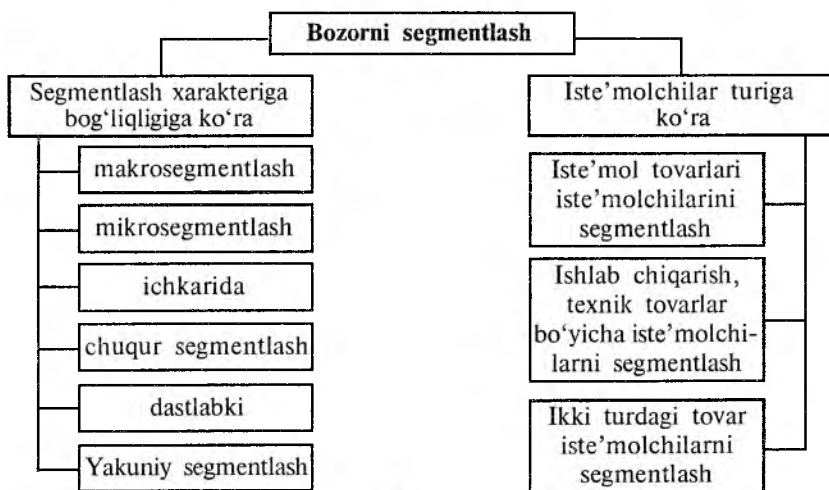 Bozorni segmentlash
Segmentlash xarakteriga
bog‘liqligiga ko‘ra
makrosegmentlash
mikrosegmentlash
ichkarida
chuqur segmentlash
dastlabki
Yakuniy segmentlash
Iste’molchilar turiga
ko‘ra
Iste’mol tovarlari
iste’molchilarini
segmentlash
Ishlab chiqarish,
texnik tovarlar
bo‘yicha iste’molchi-
larni segmentlash
Ikki turdagi tovar
iste’molchilarni
segmentlash